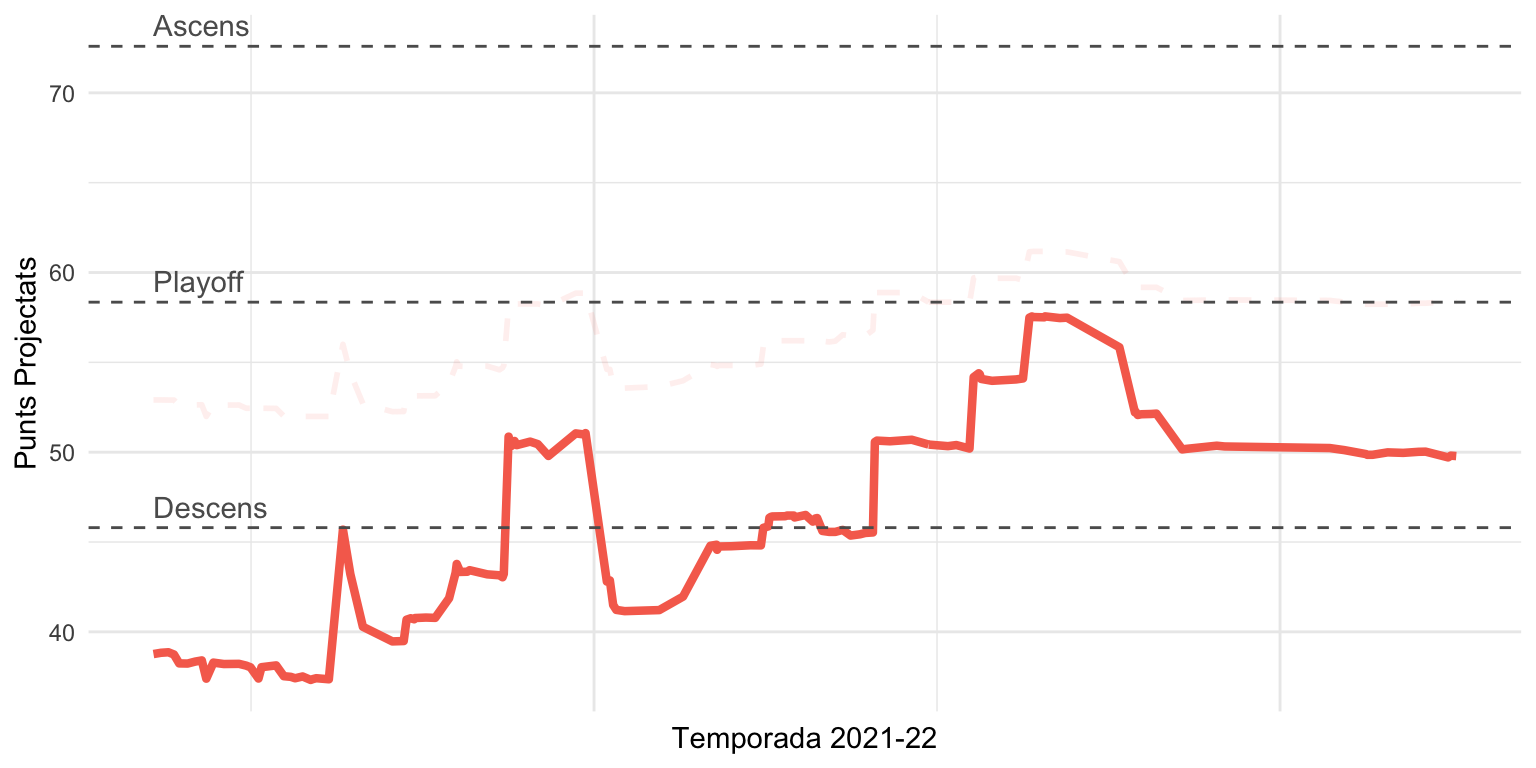 Ascens
70
Playoff
60
Punts Projectats
50
Descens
40
Temporada 2021-22